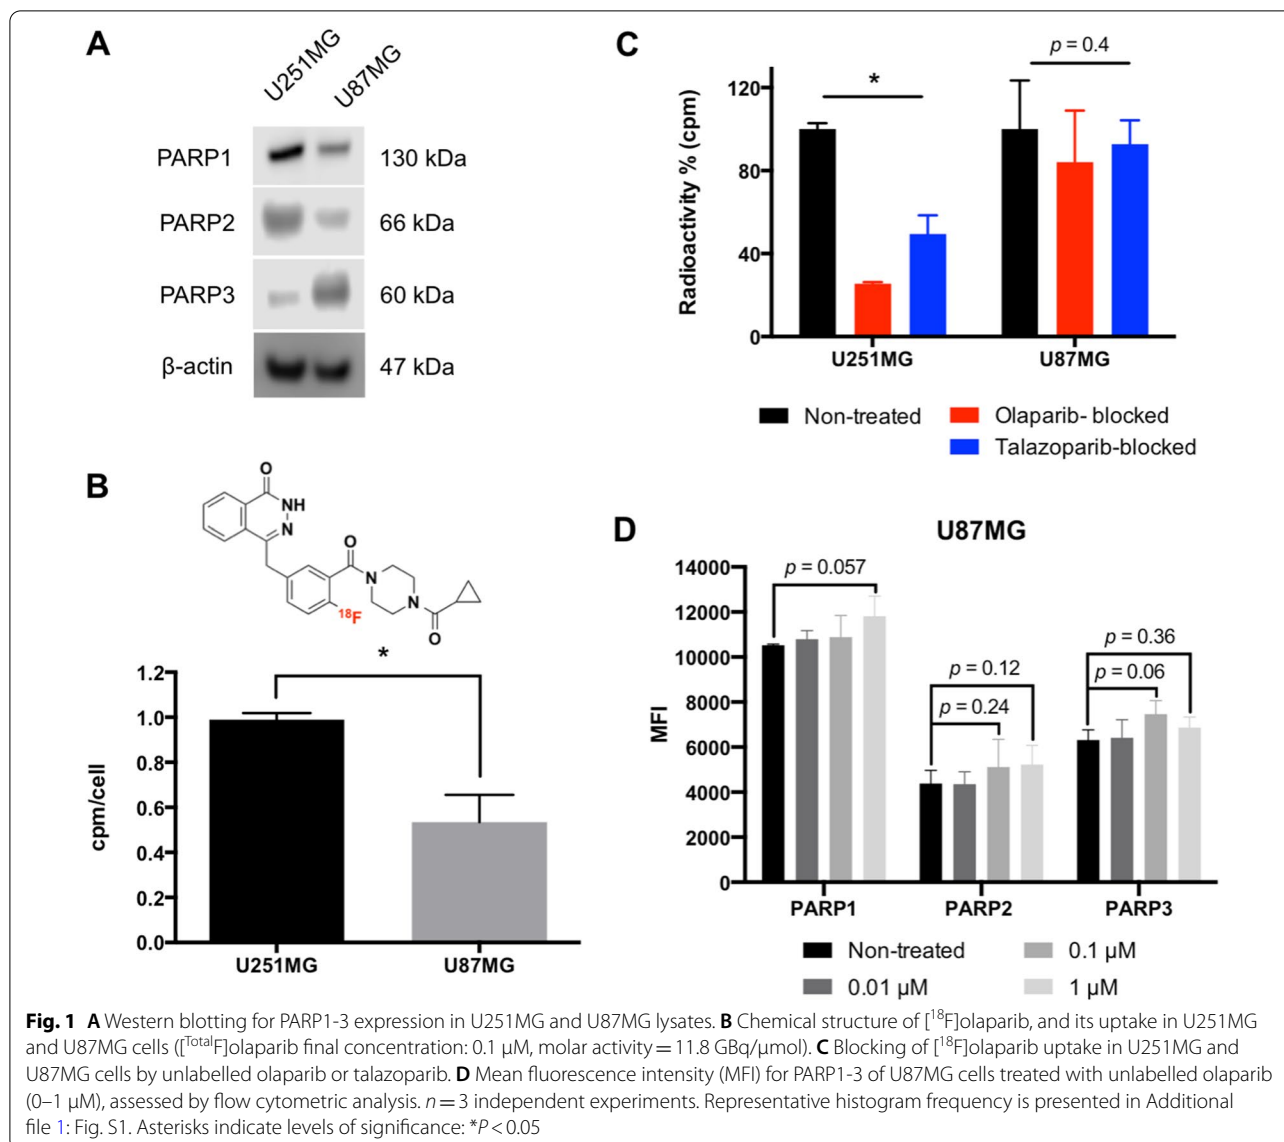 A
U251MG
U87MG
PARP1
130 kDa
PARP2
66 kDa
PARP3
60 kDa
β-actin
47 kDa
B
O
NH
N
O
N
N
18F
O
*
1.2
1.0
0.8
0.6
0.4
0.2
0.0
cpm/cell
U251MG
U87MG
C
p = 0.4
*
120
80
40
0
Radioactivity % (cpm)
U251MG
U87MG
Non-treated
Olaparib- blocked
Talazoparib-blocked
D
U87MG
14000
12000
10000
8000
6000
4000
2000
0
MFI
p = 0.057
p = 0.12
p = 0.24
p = 0.36
p = 0.06
PARP1
PARP2
PARP3
Non-treated
0.01 μM
0.1 μM
1 μM
Fig. 1 A Western blotting for PARP1-3 expression in U251MG and U87MG lysates. B Chemical structure of [18F]olaparib, and its uptake in U251MG
and U87MG cells ([TotalF]olaparib final concentration: 0.1 μM, molar activity = 11.8 GBq/μmol). C Blocking of [18F]olaparib uptake in U251MG and
U87MG cells by unlabelled olaparib or talazoparib. D Mean fluorescence intensity (MFI) for PARP1-3 of U87MG cells treated with unlabelled olaparib
(0–1 μM), assessed by flow cytometric analysis. n = 3 independent experiments. Representative histogram frequency is presented in Additional
file 1: Fig. S1. Asterisks indicate levels of significance: *P < 0.05